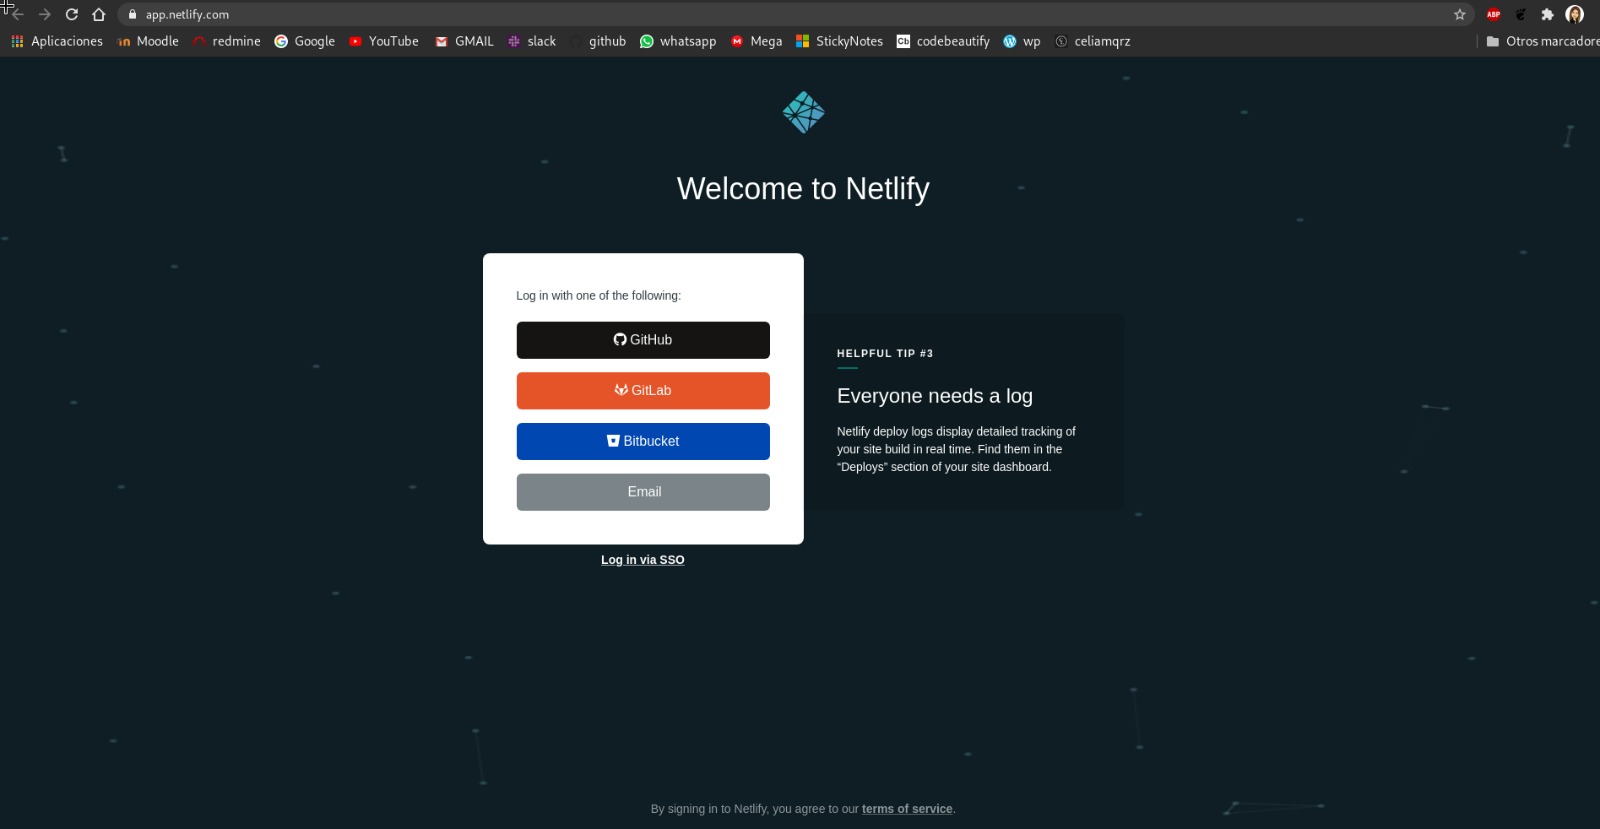 app.netlify.com
ABP
Aplicaciones Moodle redmine Google YouTube GMAIL slack github whatsapp Mega StickyNotes Cb codebeautify wp celiamqrz Otros marcadore
Welcome to Netlify
Log in with one of the following:
GitHub
GitLab
Bitbucket
Email
Log in via SSO
HELPFUL TIP #3
Everyone needs a log
Netlify deploy logs display detailed tracking of
your site build in real time. Find them in the
“Deploys” section of your site dashboard.
By signing in to Netlify, you agree to our terms of service.